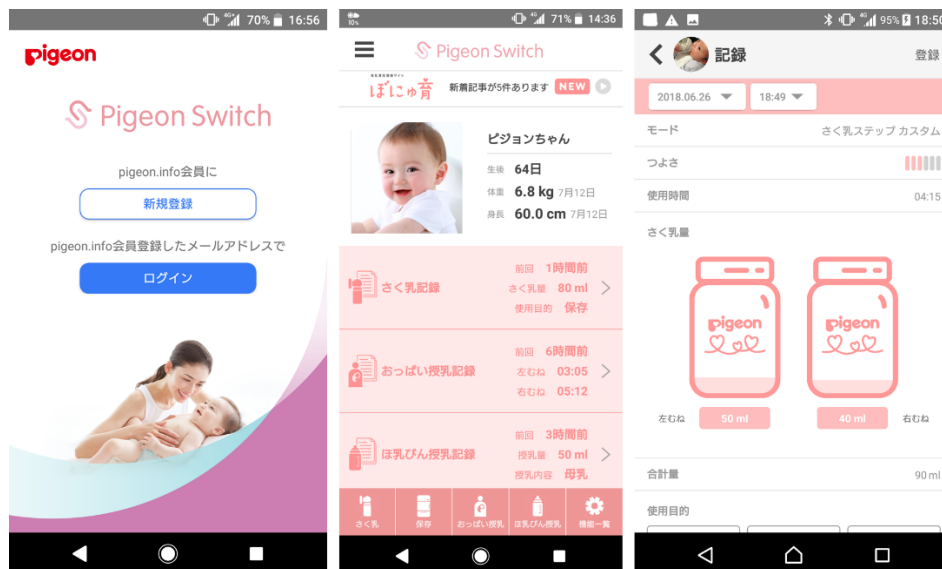 70% 16:56
pigeon
Pigeon Switch
pigeon.info会員に
新規登録
pigeon.info会員登録したメールアドレスで
ログイン
10%
4G 71% 14:36
Pigeon Switch
ぼにゅ育
新着記事が5件あります NEW
ピジョンちゃん
生後 64日
体重 6.8 kg 7月12日
身長 60.0 cm 7月12日
さく乳記録
前回 1時間前
さく乳量 80 ml
使用目的 保存
おっぱい授乳記録
前回 6時間前
左むね 03:05
右むね 05:12
ほ乳びん授乳記録
前回 3時間前
授乳量 50 ml
授乳内容 母乳
さく乳 保存 おっぱい授乳 ほ乳びん授乳 機能一覧
95% 18:50
記録 登録
2018.06.26 18:49
モード さく乳ステップ カスタム
つよさ
使用時間 04:15
さく乳量
pigeon pigeon
左むね 50 ml 40 ml 右むね
合計量 90 ml
使用目的